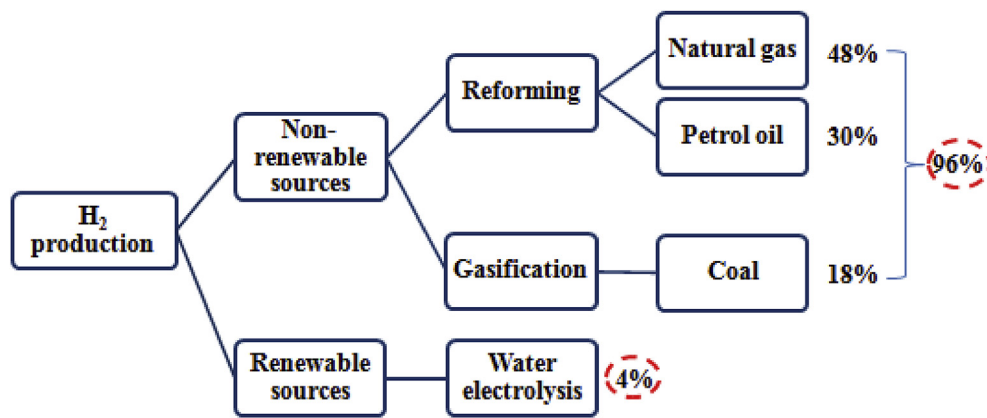 H₂
production
Non-
renewable
sources
Reforming
Natural gas
48%
Petrol oil
30%
96%
Gasification
Coal
18%
Renewable
sources
Water
electrolysis
4%